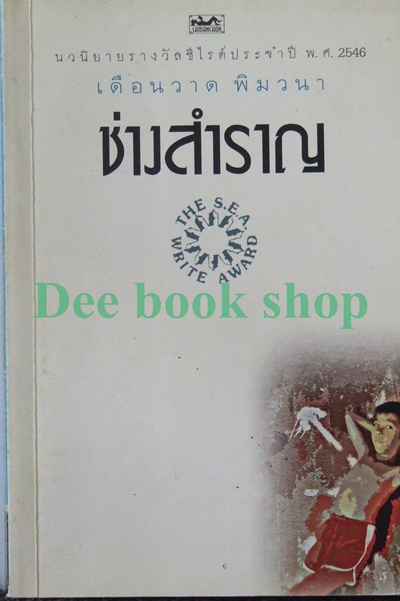 SAMANCHON
นวนิยายรางวัลซีไรต์ประจำปี พ.ศ. 2546
เดือนวาด พิมวนา
ช่างสำราญ
THE S.E.A.
WRITE AWARD
Dee book shop